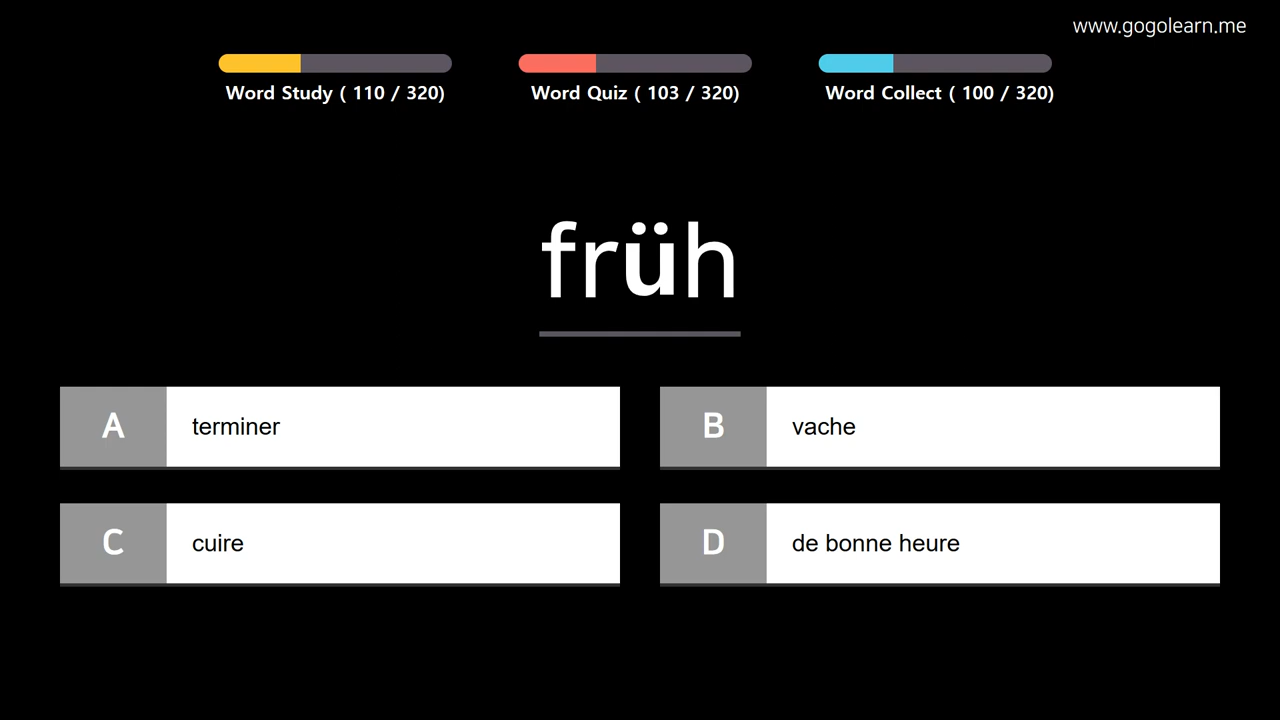 www.gogolearn.me
Word Study ( 110 / 320)
Word Quiz ( 103 / 320)
Word Collect ( 100 / 320)
früh
A terminer
B vache
C cuire
D de bonne heure